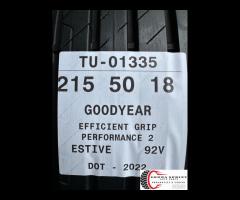 TU-01335
215 50 18
GOODYEAR
EFFICIENT GRIP
PERFORMANCE 2
ESTIVE 92V
DOT - 2022